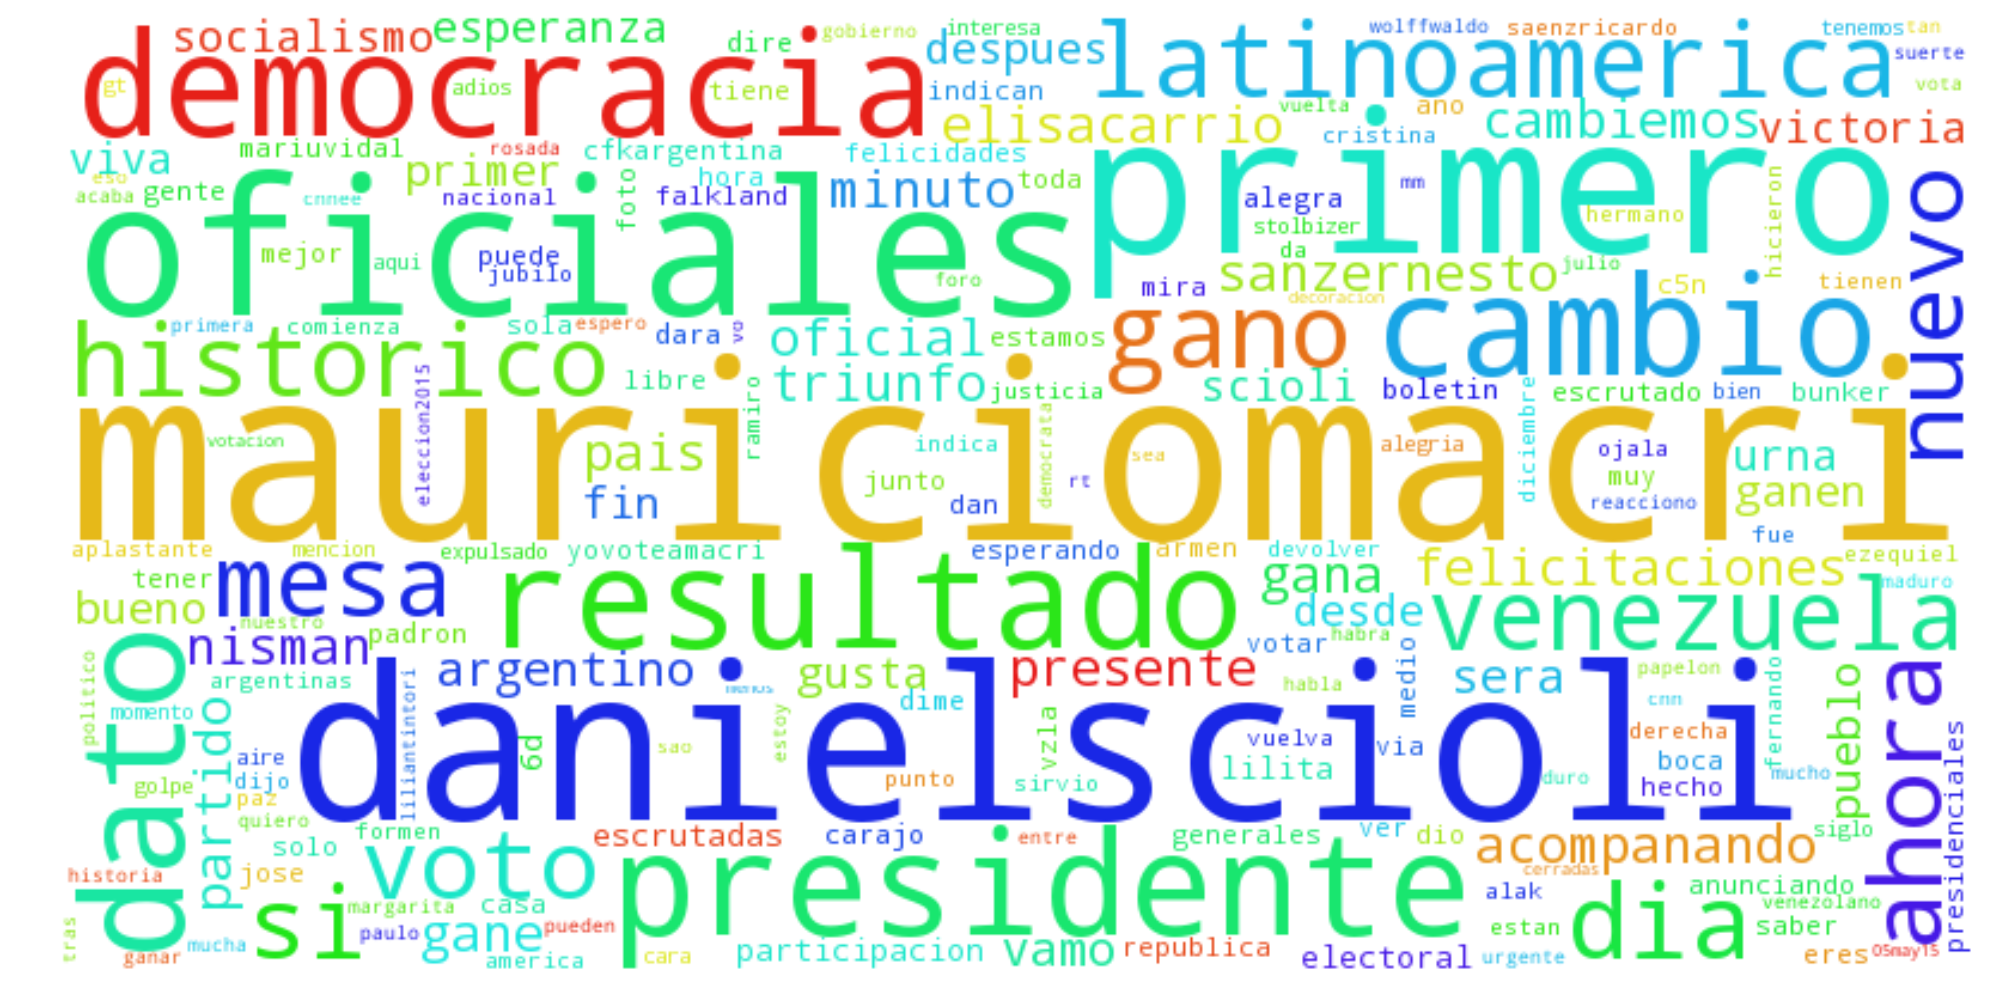 socialismo
esperanza
dire
gobierno
interesa
despues
latinoamerica
wolffwaldo
saenzricardo
tenemos
tan
suerte
democracia
gt
adios
tiene
indican
vota
elisacarrio
vuelta
ano
cristina
cambiemos
victoria
viva
mariuvidal
rosada
primer
cfkargentina
hora
felicidades
primero
eso
acaba
gente
cnnee
nacional
foto
falkland
minuto
toda
alegra
mm
stolbizer
da
hermano
hicieron
nuevo
oficiales
mejor
aqui
puede
jubilo
foro
sanzernesto
julio
mira
decoracion
c5n
tienen
primera
comienza
sola
espero
dara
vo
oficial
estamos
gano
cambio
historico
eleccion2015
libre
ramiro
triunfo
justicia
scioli
boletin
diciembre
escrutado
bien
bunker
mauriciomacri
votacion
pais
indica
democrata
sea
alegria
ojala
urna
fin
junto
dan
rt
muy
reacciono
ganen
fue
aplastante
mencion
expulsado
yovoteamacri
esperando
armen
devolver
felicitaciones
ezequiel
tener
mesa
resultado
gana
maduro
bueno
nuestro
desde
venezuela
nisman
padron
votar
habra
dato
politico
argentinas
argentino
gusta
presente
habla
medio
sera
papelon
fernando
pueblo
ahora
momento
partido
liliantintori
menos
dime
cnn
danielscioli
aire
dijo
6d
sao
estoy
vzla
vuelva
via
derecha
boca
mucho
presidenciales
golpe
paz
punto
sirvio
lilita
duro
hecho
quiero
formen
escrutadas
carajo
entre
generales
ver
dio
acompanando
siglo
solo
voto
presidente
cerradas
historia
jose
alak
anunciando
si
margarita
casa
venezolano
tras
mucha
paulo
gane
pueden
estan
dia
saber
ganar
america
cara
participacion
vamo
republica
electoral
urgente
eres
05may15